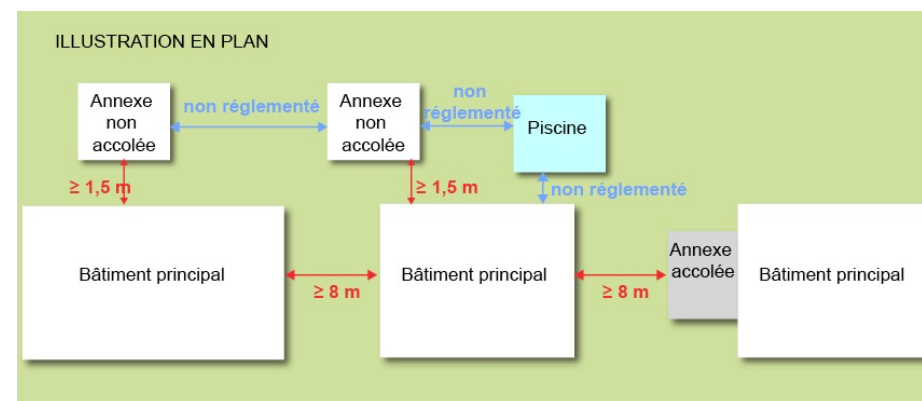 ILLUSTRATION EN PLAN
Annexe
non
accolée
non réglementé
Annexe
non
accolée
non
réglementé
Piscine
≥ 1,5 m
≥ 1,5 m
non réglementé
Bâtiment principal
≥ 8 m
Bâtiment principal
≥ 8 m
Annexe
accolée
Bâtiment principal